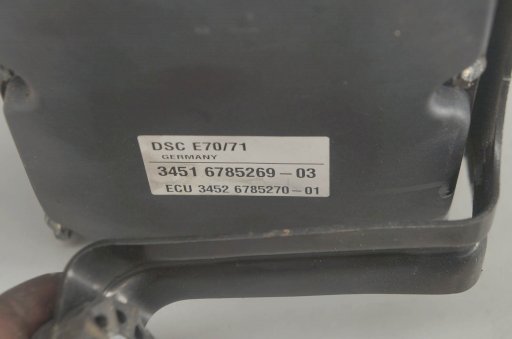 DSC E70/71
GERMANY
3451 6785269-03
ECU 3452 6785270-01